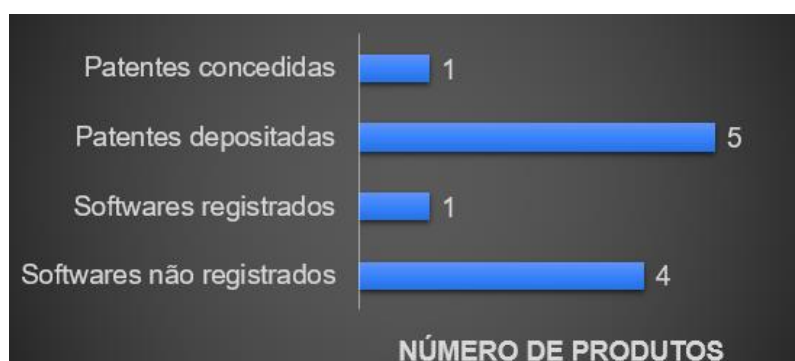 Patentes concedidas 1
Patentes depositadas 5
Softwares registrados 1
Softwares não registrados 4
NÚMERO DE PRODUTOS